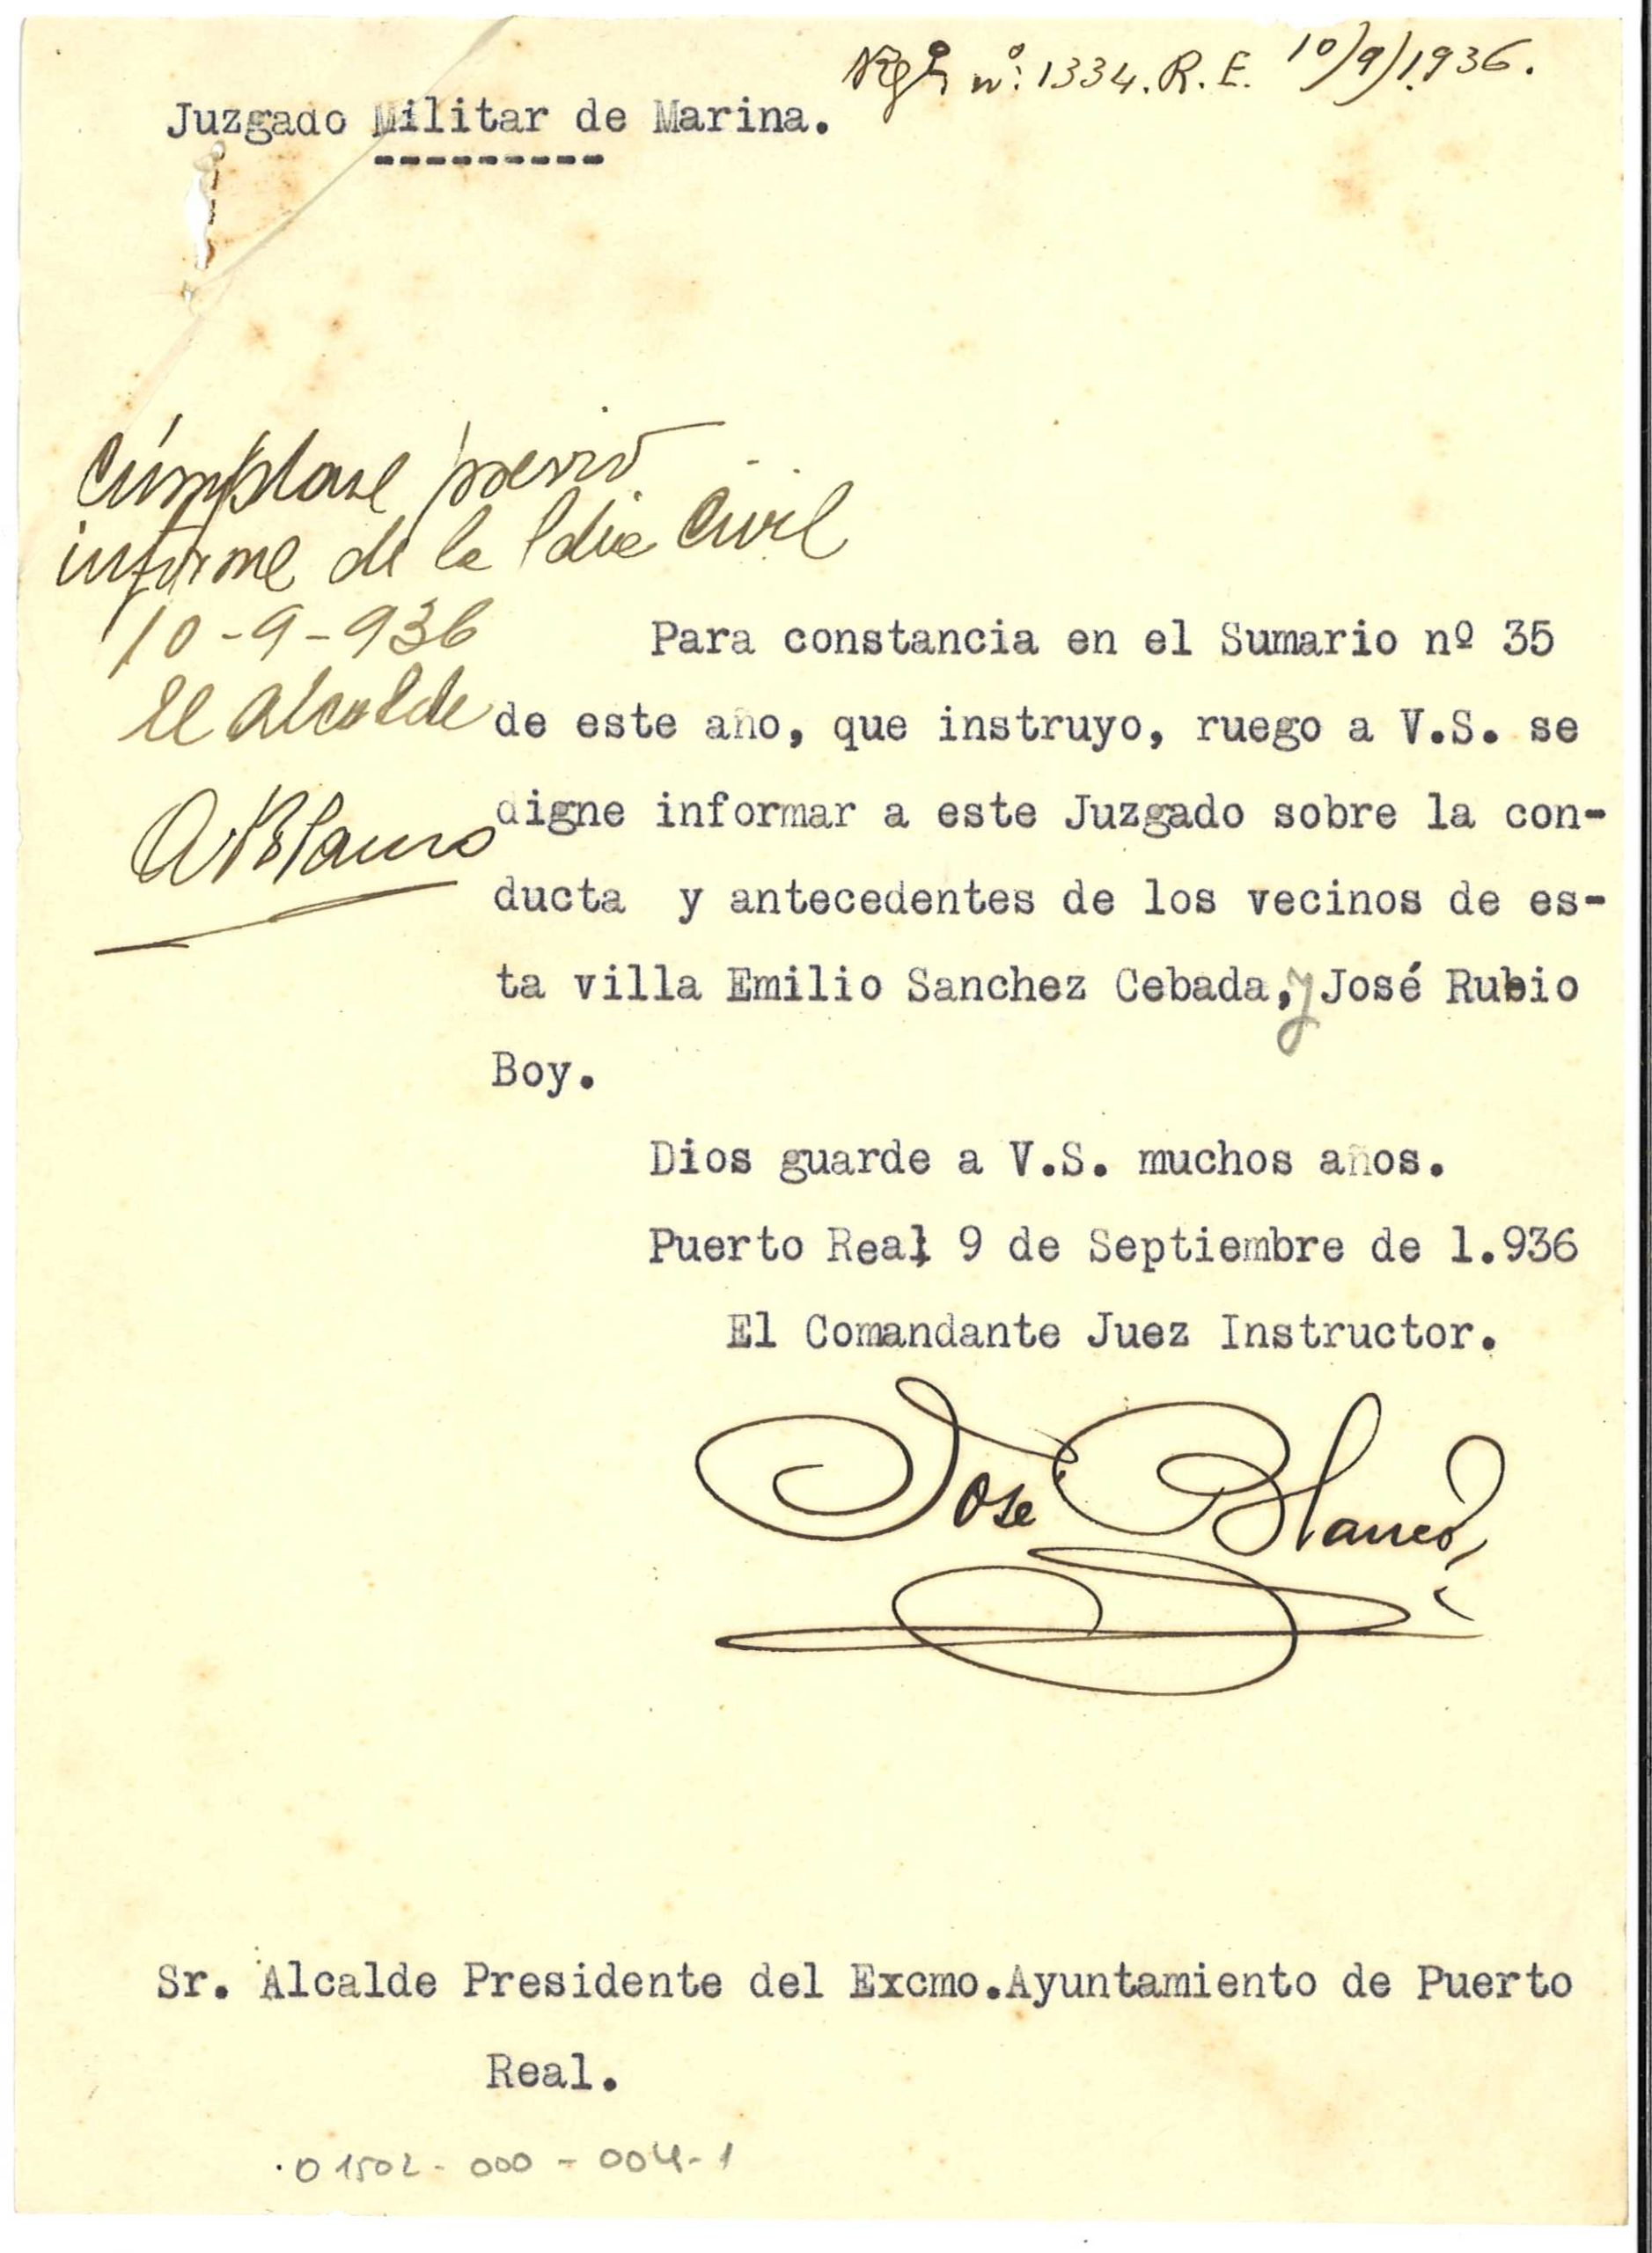 Rgº nº: 1334. R. E. 10/9/1936.
Juzgado Militar de Marina.
---------
Cúmplase previo
informe de la Gdia Civil
10-9-936
El Alcalde
Para constancia en el Sumario nº 35
de este año, que instruyo, ruego a V.S. se
digne informar a este Juzgado sobre la con-
ducta y antecedentes de los vecinos de es-
ta villa Emilio Sanchez Cebada, y José Rubio
Boy.
Dios guarde a V.S. muchos años.
Puerto Real, 9 de Septiembre de 1.936
El Comandante Juez Instructor.
Jose Blanco
Sr. Alcalde Presidente del Excmo.Ayuntamiento de Puerto
Real.
01502-000-004-1